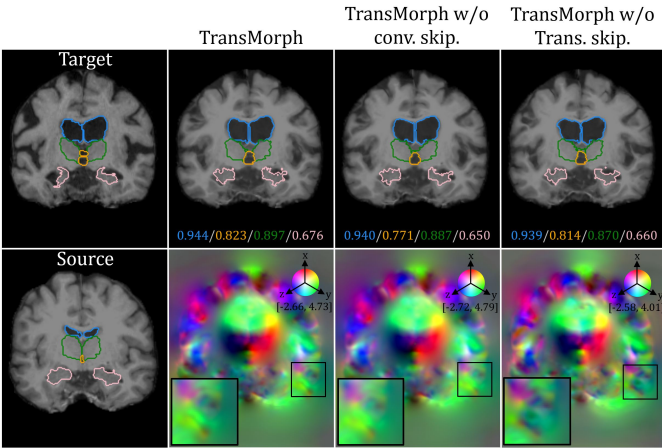 TransMorph
TransMorph w/o
conv. skip.
TransMorph w/o
Trans. skip.
Target
0.944/0.823/0.897/0.676
0.940/0.771/0.887/0.650
0.939/0.814/0.870/0.660
Source
x
z
y
[-2.66, 4.73]
x
z
y
[-2.72, 4.79]
x
z
y
[-2.58, 4.01]